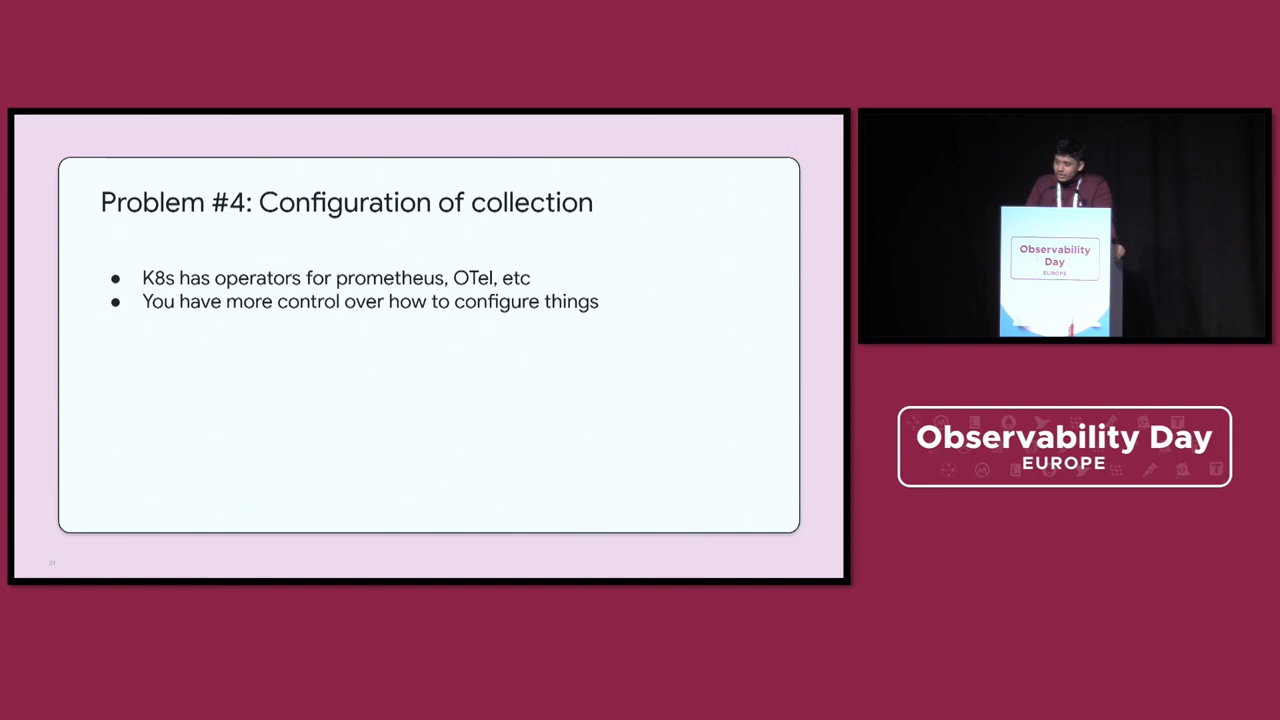 Problem #4: Configuration of collection
● K8s has operators for prometheus, OTel, etc
● You have more control over how to configure things
21
Observability
Day
EUROPE
Observability Day
EUROPE